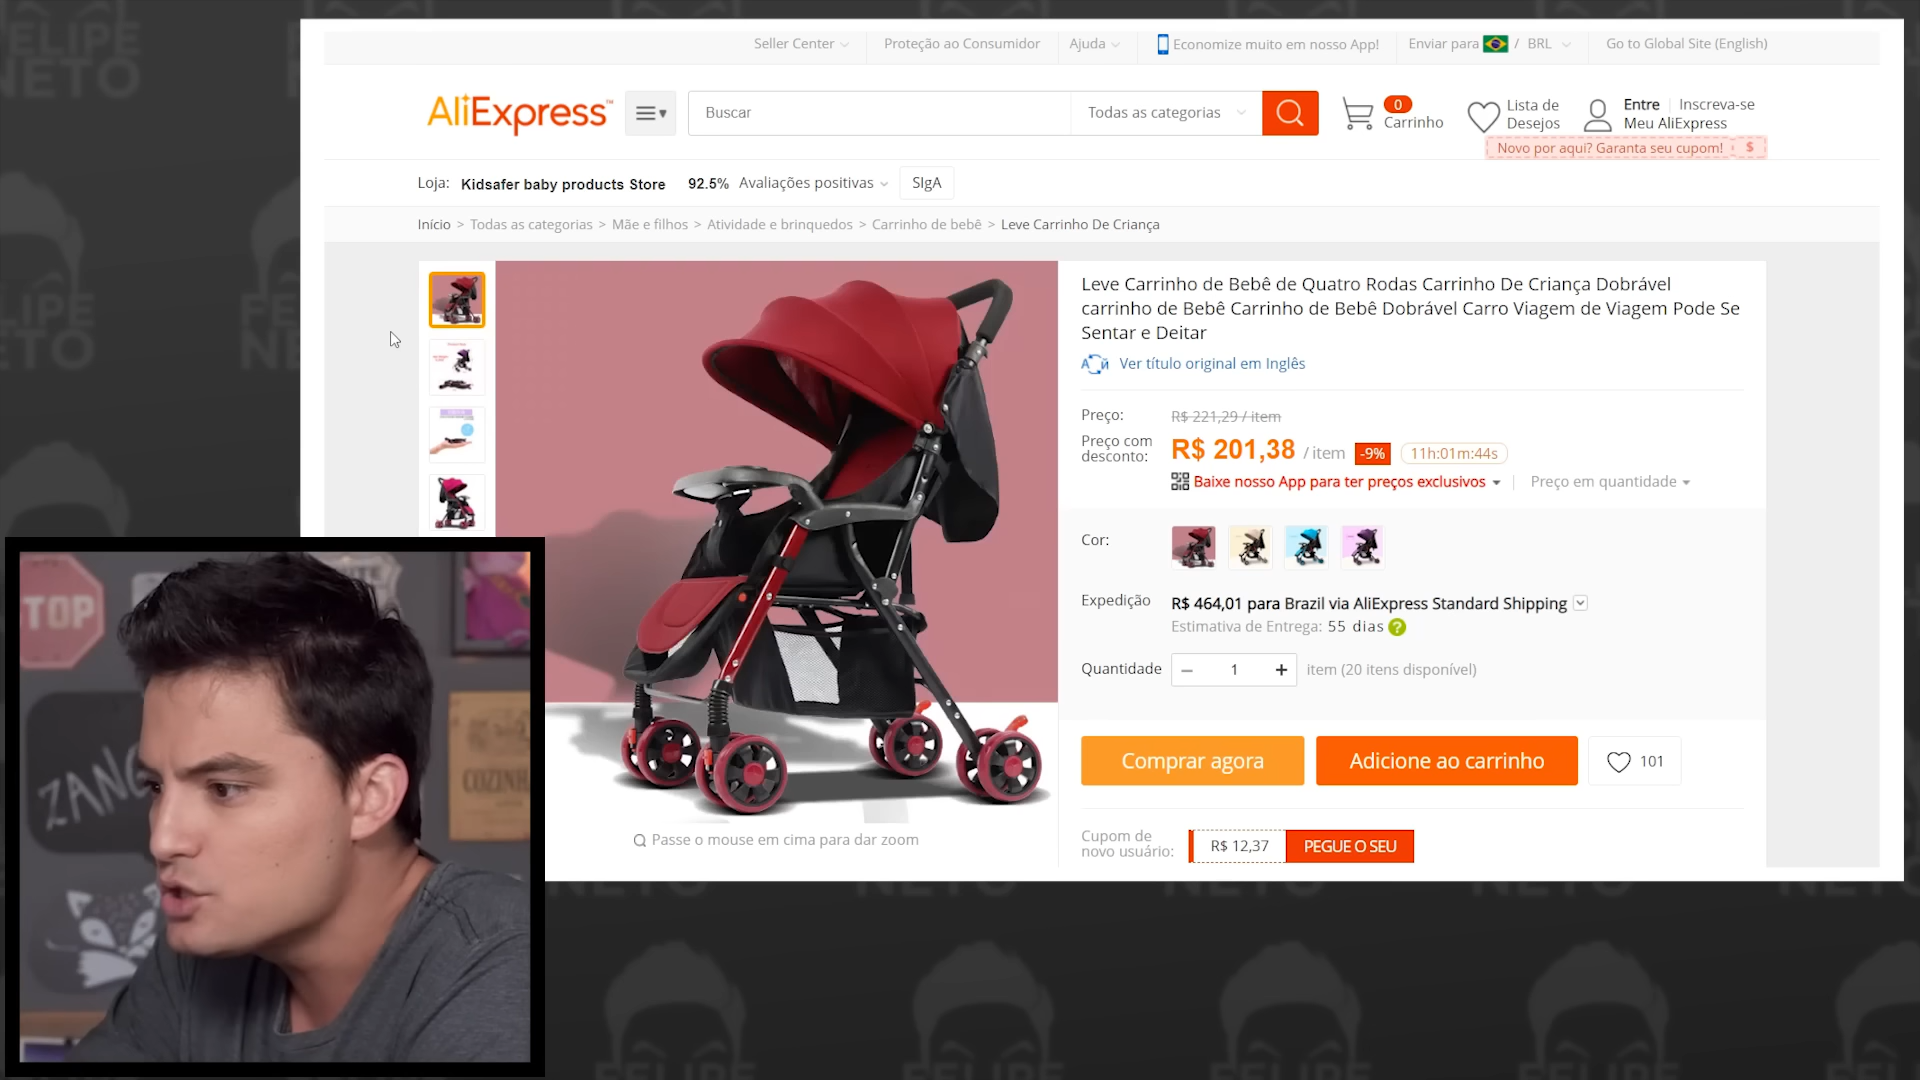 FELIPE
NETO
Seller Center
Proteção ao Consumidor
Ajuda
Economize muito em nosso App!
Enviar para / BRL
Go to Global Site (English)
AliExpress™
Buscar
Todas as categorias
0
Carrinho
Lista de
Desejos
Entre | Inscreva-se
Meu AliExpress
Novo por aqui? Garanta seu cupom! $
Loja: Kidsafer baby products Store 92.5% Avaliações positivas SIgA
Início > Todas as categorias > Mãe e filhos > Atividade e brinquedos > Carrinho de bebê > Leve Carrinho De Criança
Leve Carrinho de Bebê de Quatro Rodas Carrinho De Criança Dobrável
carrinho de Bebê Carrinho de Bebê Dobrável Carro Viagem de Viagem Pode Se
Sentar e Deitar
Ver título original em Inglês
Preço: R$ 221,29 / item
Preço com
desconto:
R$ 201,38 / item -9% 11h:01m:44s
Baixe nosso App para ter preços exclusivos | Preço em quantidade
Cor:
Expedição
R$ 464,01 para Brazil via AliExpress Standard Shipping
Estimativa de Entrega: 55 dias ?
Quantidade − 1 + item (20 itens disponível)
Comprar agora
Adicione ao carrinho
101
Passe o mouse em cima para dar zoom
Cupom de
novo usuário:
R$ 12,37
PEGUE O SEU
TOP
ZANG
COZINH
NETO
NETO
NETO